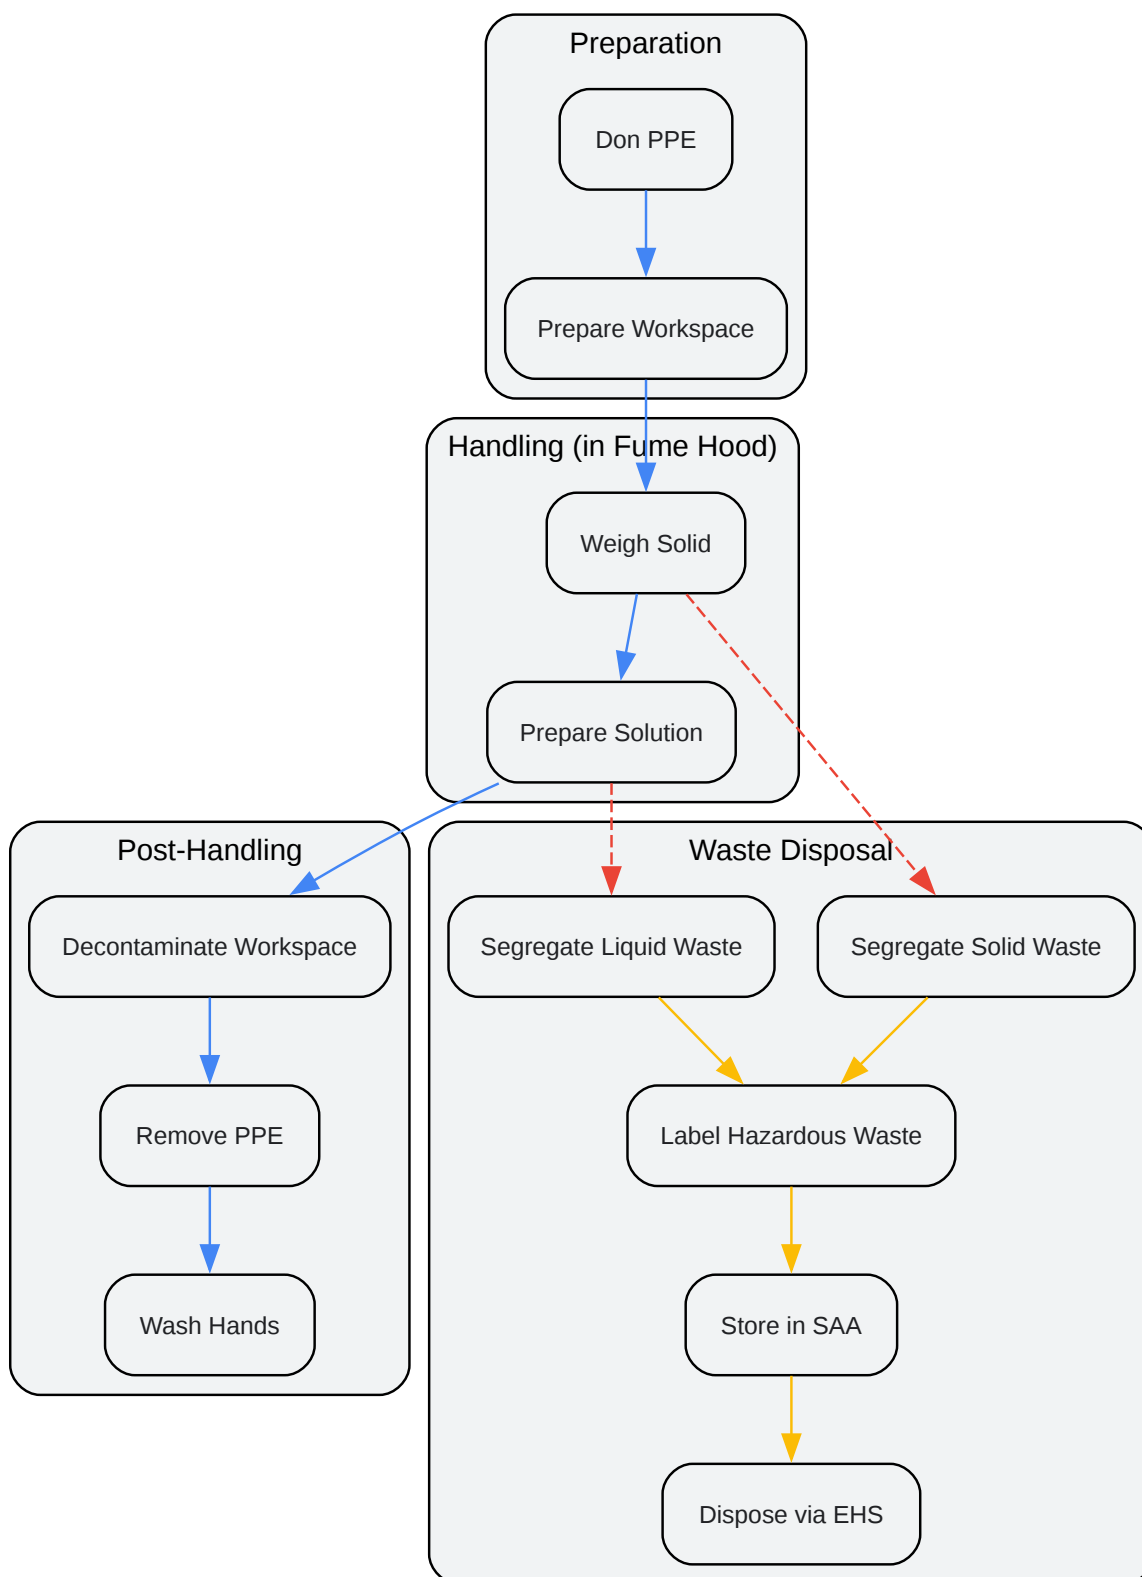 Preparation
Don PPE
Prepare Workspace
Handling (in Fume Hood)
Weigh Solid
Prepare Solution
Post-Handling
Decontaminate Workspace
Remove PPE
Wash Hands
Waste Disposal
Segregate Liquid Waste
Segregate Solid Waste
Label Hazardous Waste
Store in SAA
Dispose via EHS